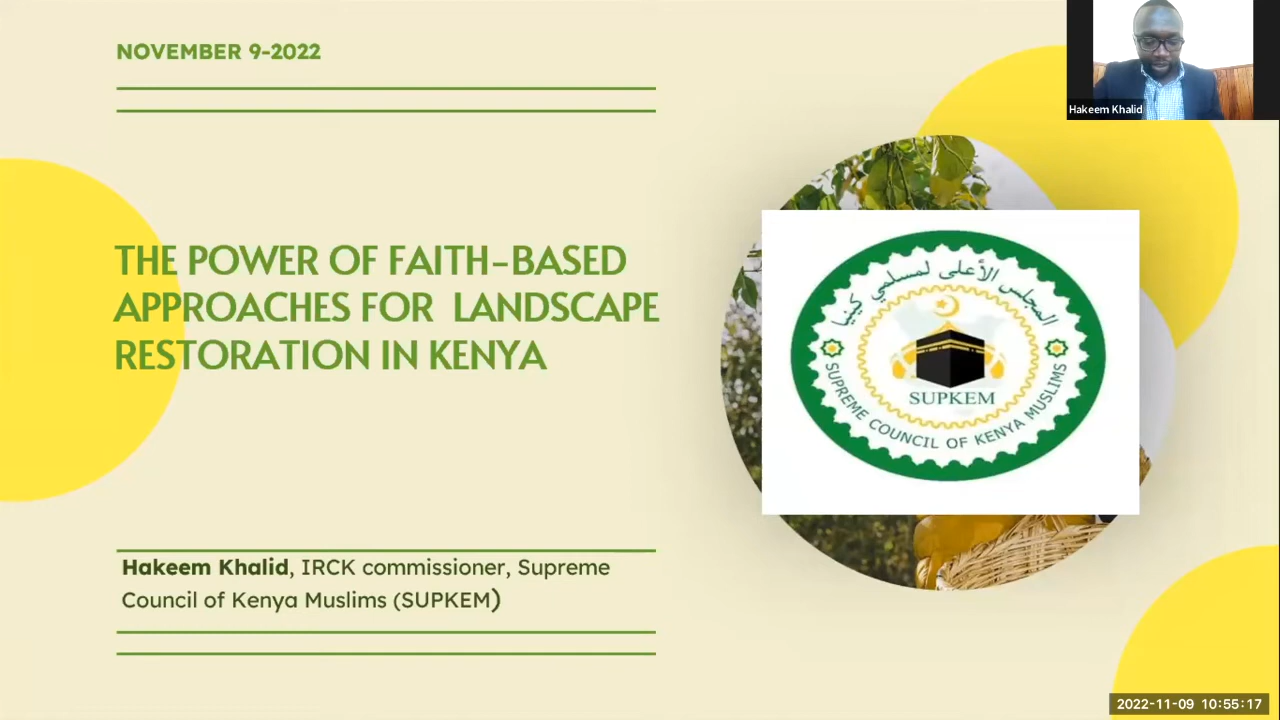 NOVEMBER 9-2022
Hakeem Khalid
THE POWER OF FAITH-BASED
APPROACHES FOR LANDSCAPE
RESTORATION IN KENYA
المجلس الأعلى لمسلمي كينيا
SUPKEM
SUPREME COUNCIL OF KENYA MUSLIMS
Hakeem Khalid, IRCK commissioner, Supreme
Council of Kenya Muslims (SUPKEM)
2022-11-09 10:55:17